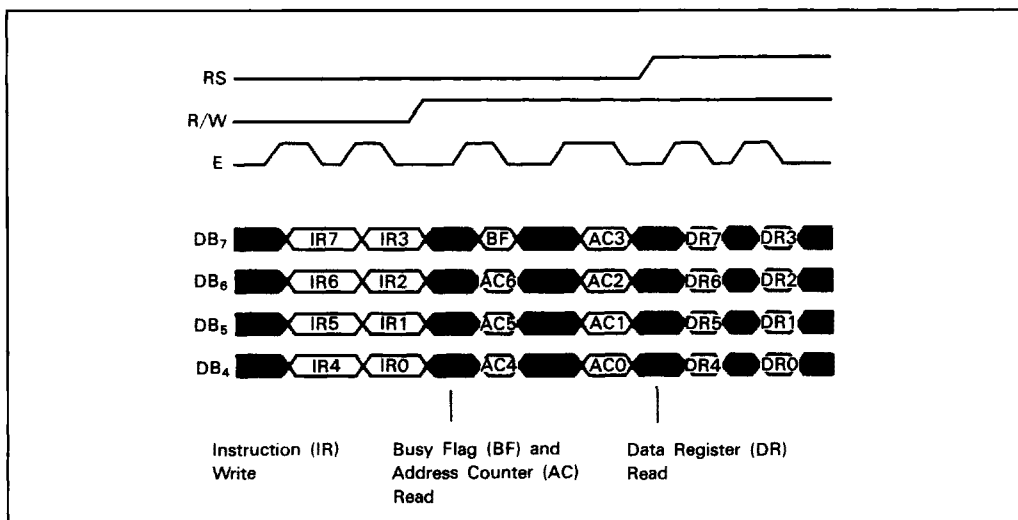 RS
R/W
E
DB₇ IR7 IR3 BF AC3 DR7 DR3
DB₆ IR6 IR2 AC6 AC2 DR6 DR2
DB₅ IR5 IR1 AC5 AC1 DR5 DR1
DB₄ IR4 IR0 AC4 AC0 DR4 DR0
Instruction (IR)
Write
Busy Flag (BF) and
Address Counter (AC)
Read
Data Register (DR)
Read